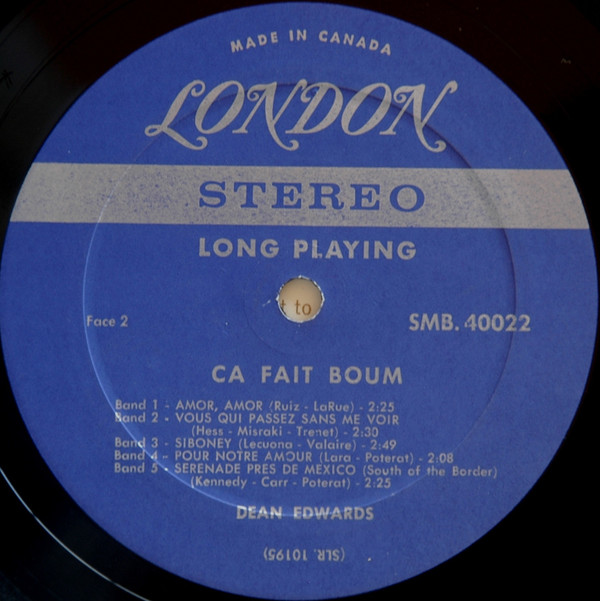 MADE IN CANADA
LONDON
STEREO
LONG PLAYING
t to
Face 2
SMB. 40022
CA FAIT BOUM
Band 1 - AMOR, AMOR (Ruiz - LaRue) - 2:25
Band 2 - VOUS QUI PASSEZ SANS ME VOIR
(Hess - Misraki - Trenet) - 2:30
Band 3 - SIBONEY (Lecuona - Valaire) - 2:49
Band 4 - POUR NOTRE AMOUR (Lara - Poterat) - 2:08
Band 5 - SERENADE PRES DE MEXICO (South of the Border)
(Kennedy - Carr - Poterat) - 2:25
DEAN EDWARDS
(SLR. 10195)